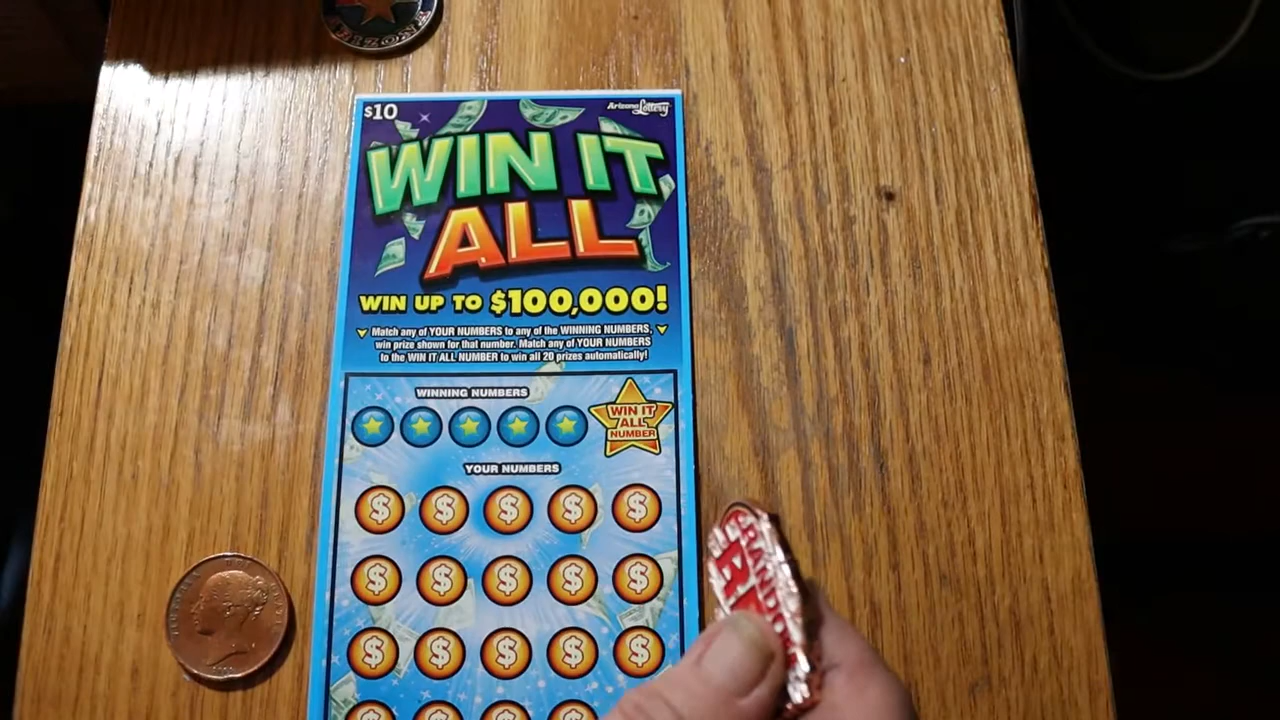 ARIZONA
$10
Arizona Lottery
WIN IT
ALL
WIN UP TO $100,000!
Match any of YOUR NUMBERS to any of the WINNING NUMBERS,
win prize shown for that number. Match any of YOUR NUMBERS
to the WIN IT ALL NUMBER to win all 20 prizes automatically!
WINNING NUMBERS
WIN IT
ALL
NUMBER
YOUR NUMBERS
$ $ $ $ $
$ $ $ $ $
$ $ $ $ $
$ $ $ $
GRAND